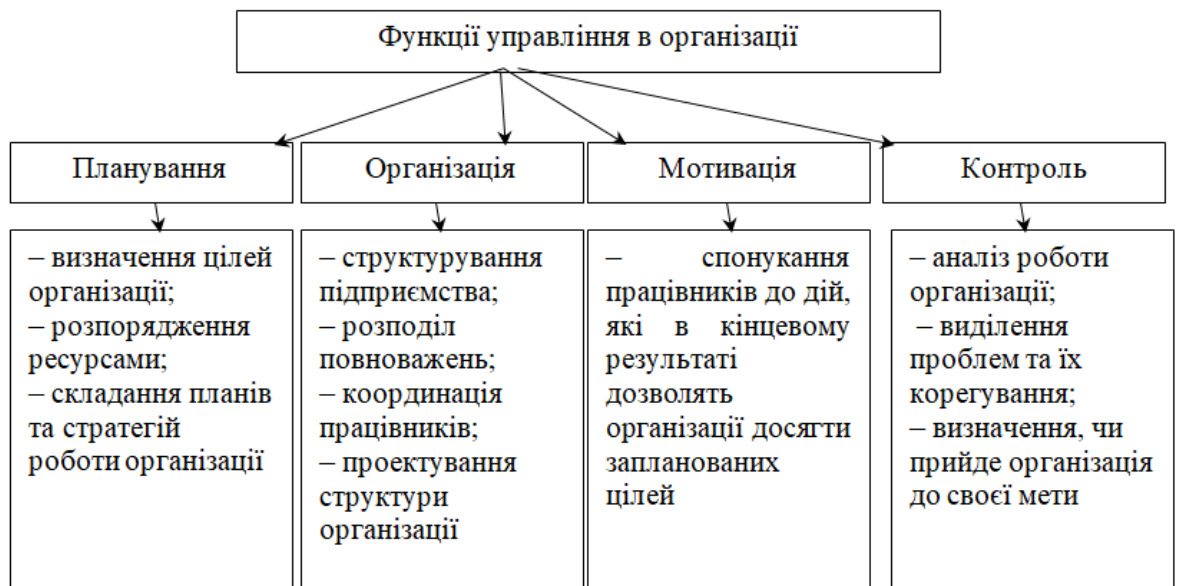 Функції управління в організації
Планування
Організація
Мотивація
Контроль
– визначення цілей
організації;
– розпорядження
ресурсами;
– складання планів
та стратегій
роботи організації
– структурування
підприємства;
– розподіл
повноважень;
– координація
працівників;
– проектування
структури
організації
– спонукання
працівників до дій,
які в кінцевому
результаті
дозволять
організації досягти
запланованих
цілей
– аналіз роботи
організації;
– виділення
проблем та їх
корегування;
– визначення, чи
прийде організація
до своєї мети